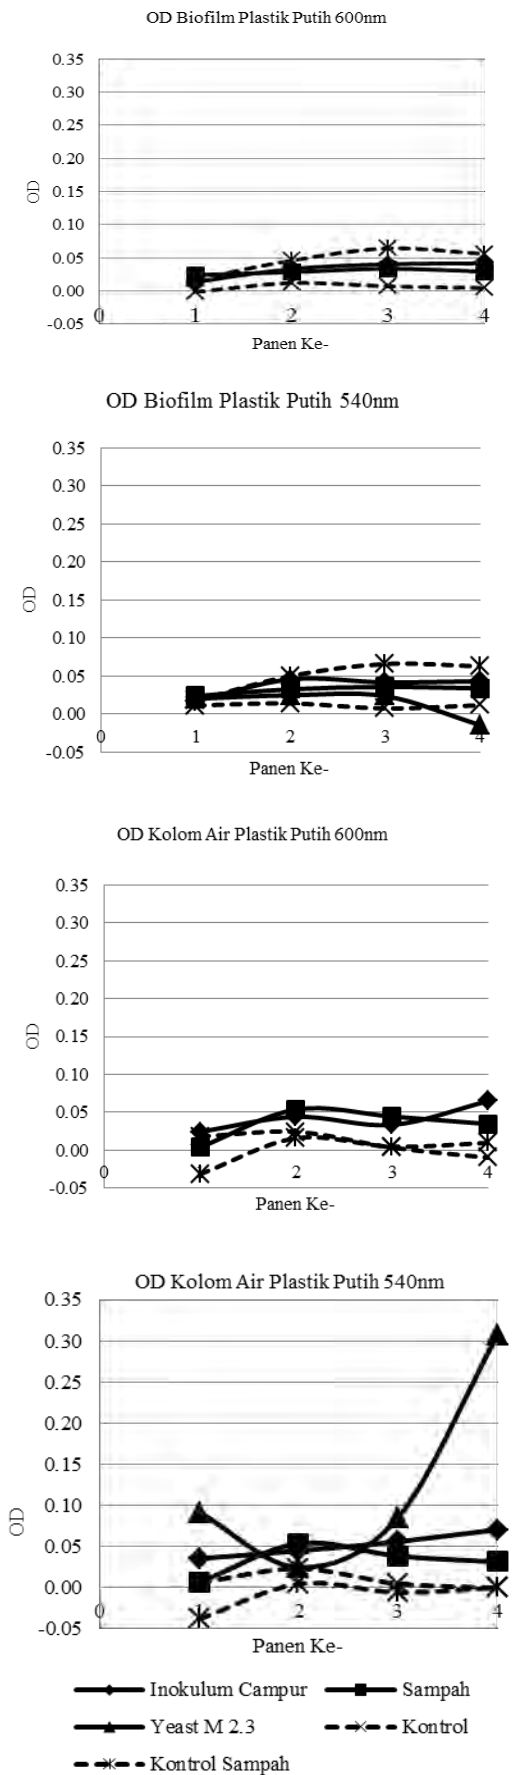 OD Biofilm Plastik Putih 600nm
0.35
0.30
0.25
0.20
0.15
0.10
0.05
0.00
-0.05
OD
0 1 2 3 4
Panen Ke-
OD Biofilm Plastik Putih 540nm
0.35
0.30
0.25
0.20
0.15
0.10
0.05
0.00
-0.05
OD
0 1 2 3 4
Panen Ke-
OD Kolom Air Plastik Putih 600nm
0.35
0.30
0.25
0.20
0.15
0.10
0.05
0.00
-0.05
OD
0 1 2 3 4
Panen Ke-
OD Kolom Air Plastik Putih 540nm
0.35
0.30
0.25
0.20
0.15
0.10
0.05
0.00
-0.05
OD
0 1 2 3 4
Panen Ke-
Inokulum Campur Sampah
Yeast M 2.3 Kontrol
Kontrol Sampah